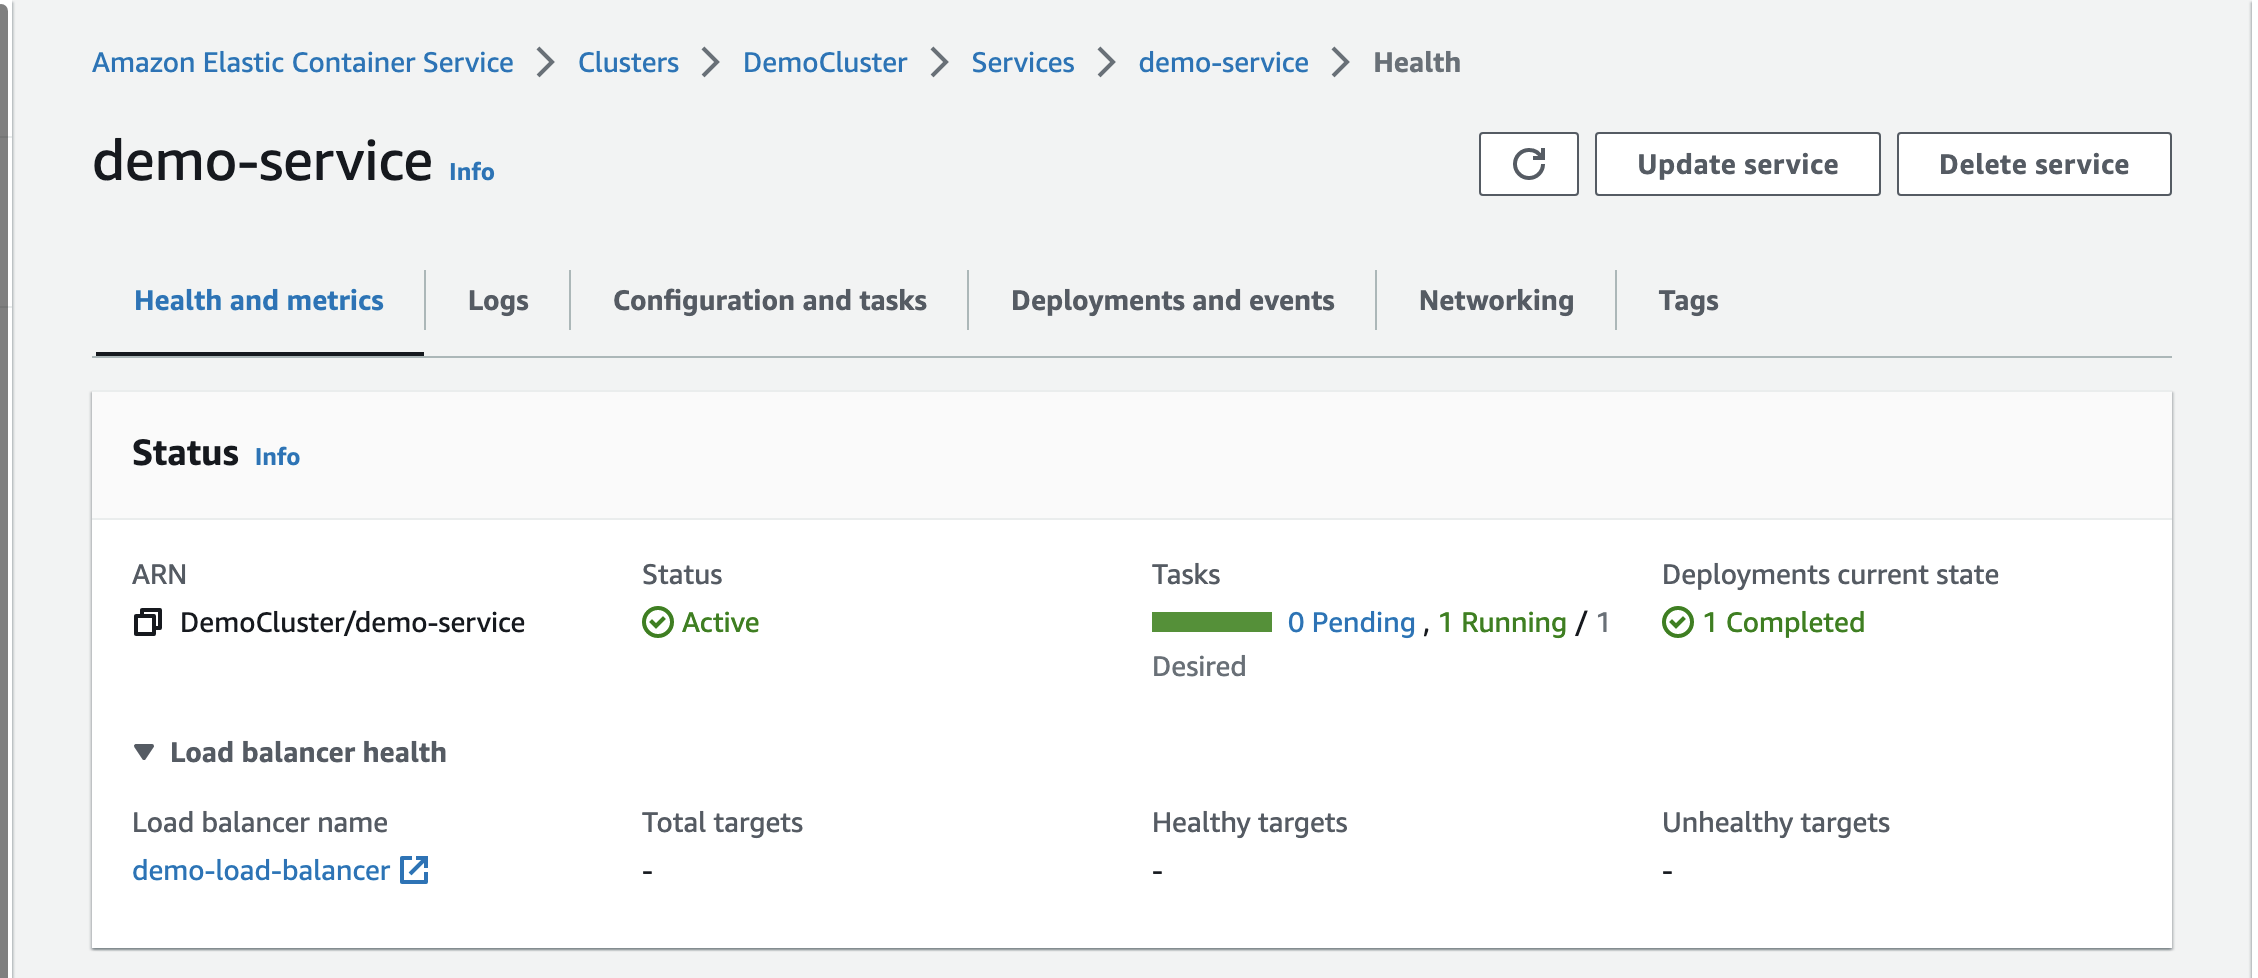 Amazon Elastic Container Service > Clusters > DemoCluster > Services > demo-service > Health
demo-service Info
Update service Delete service
Health and metrics Logs Configuration and tasks Deployments and events Networking Tags
Status Info
ARN Status Tasks Deployments current state
DemoCluster/demo-service Active 0 Pending , 1 Running / 1 1 Completed
Desired
Load balancer health
Load balancer name Total targets Healthy targets Unhealthy targets
demo-load-balancer - - -